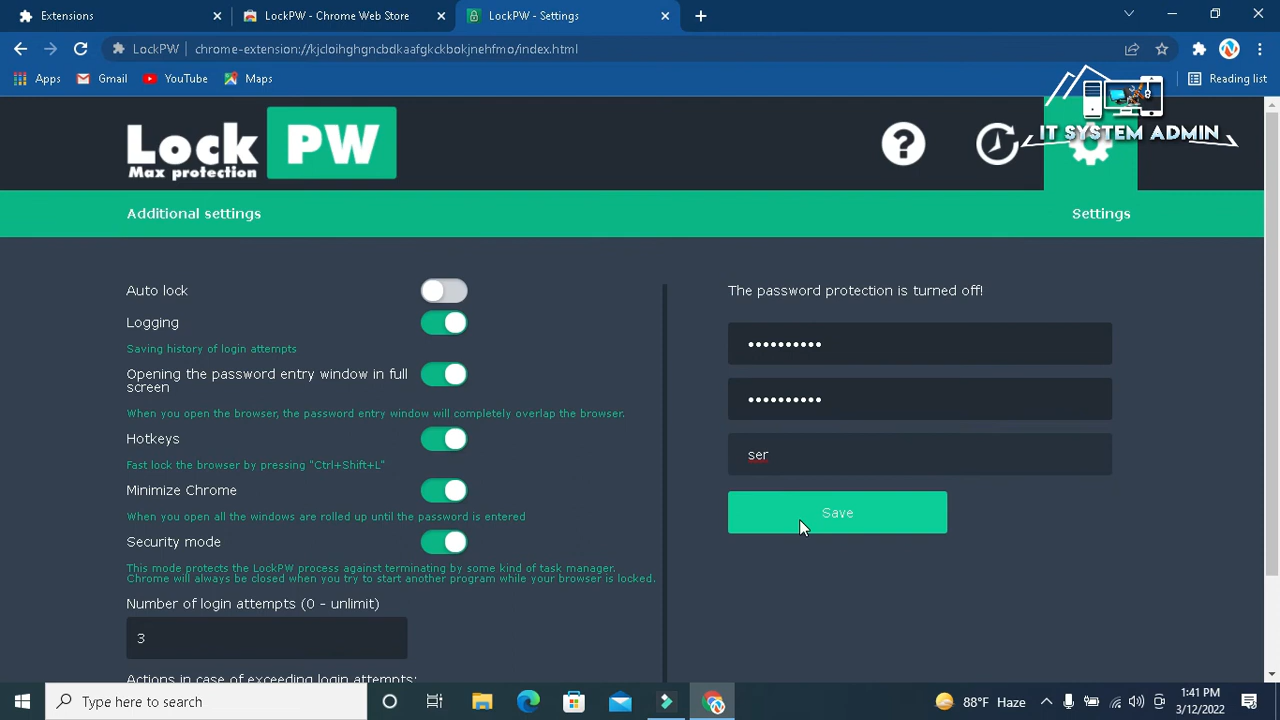 Extensions
LockPW - Chrome Web Store
LockPW - Settings
LockPW
chrome-extension://kjcloihghgncbdkaafgkckbokjnehfmo/index.html
Apps
Gmail
YouTube
Maps
Reading list
IT SYSTEM ADMIN
Lock PW
Max protection
Additional settings
Settings
Auto lock
Logging
Saving history of login attempts
Opening the password entry window in full
screen
When you open the browser, the password entry window will completely overlap the browser.
Hotkeys
Fast lock the browser by pressing "Ctrl+Shift+L"
Minimize Chrome
When you open all the windows are rolled up until the password is entered
Security mode
This mode protects the LockPW process against terminating by some kind of task manager.
Chrome will always be closed when you try to start another program while your browser is locked.
Number of login attempts (0 - unlimit)
3
Actions in case of exceeding login attempts:
The password protection is turned off!
••••••••••
••••••••••
ser
Save
Type here to search
88°F Haze
1:41 PM
3/12/2022